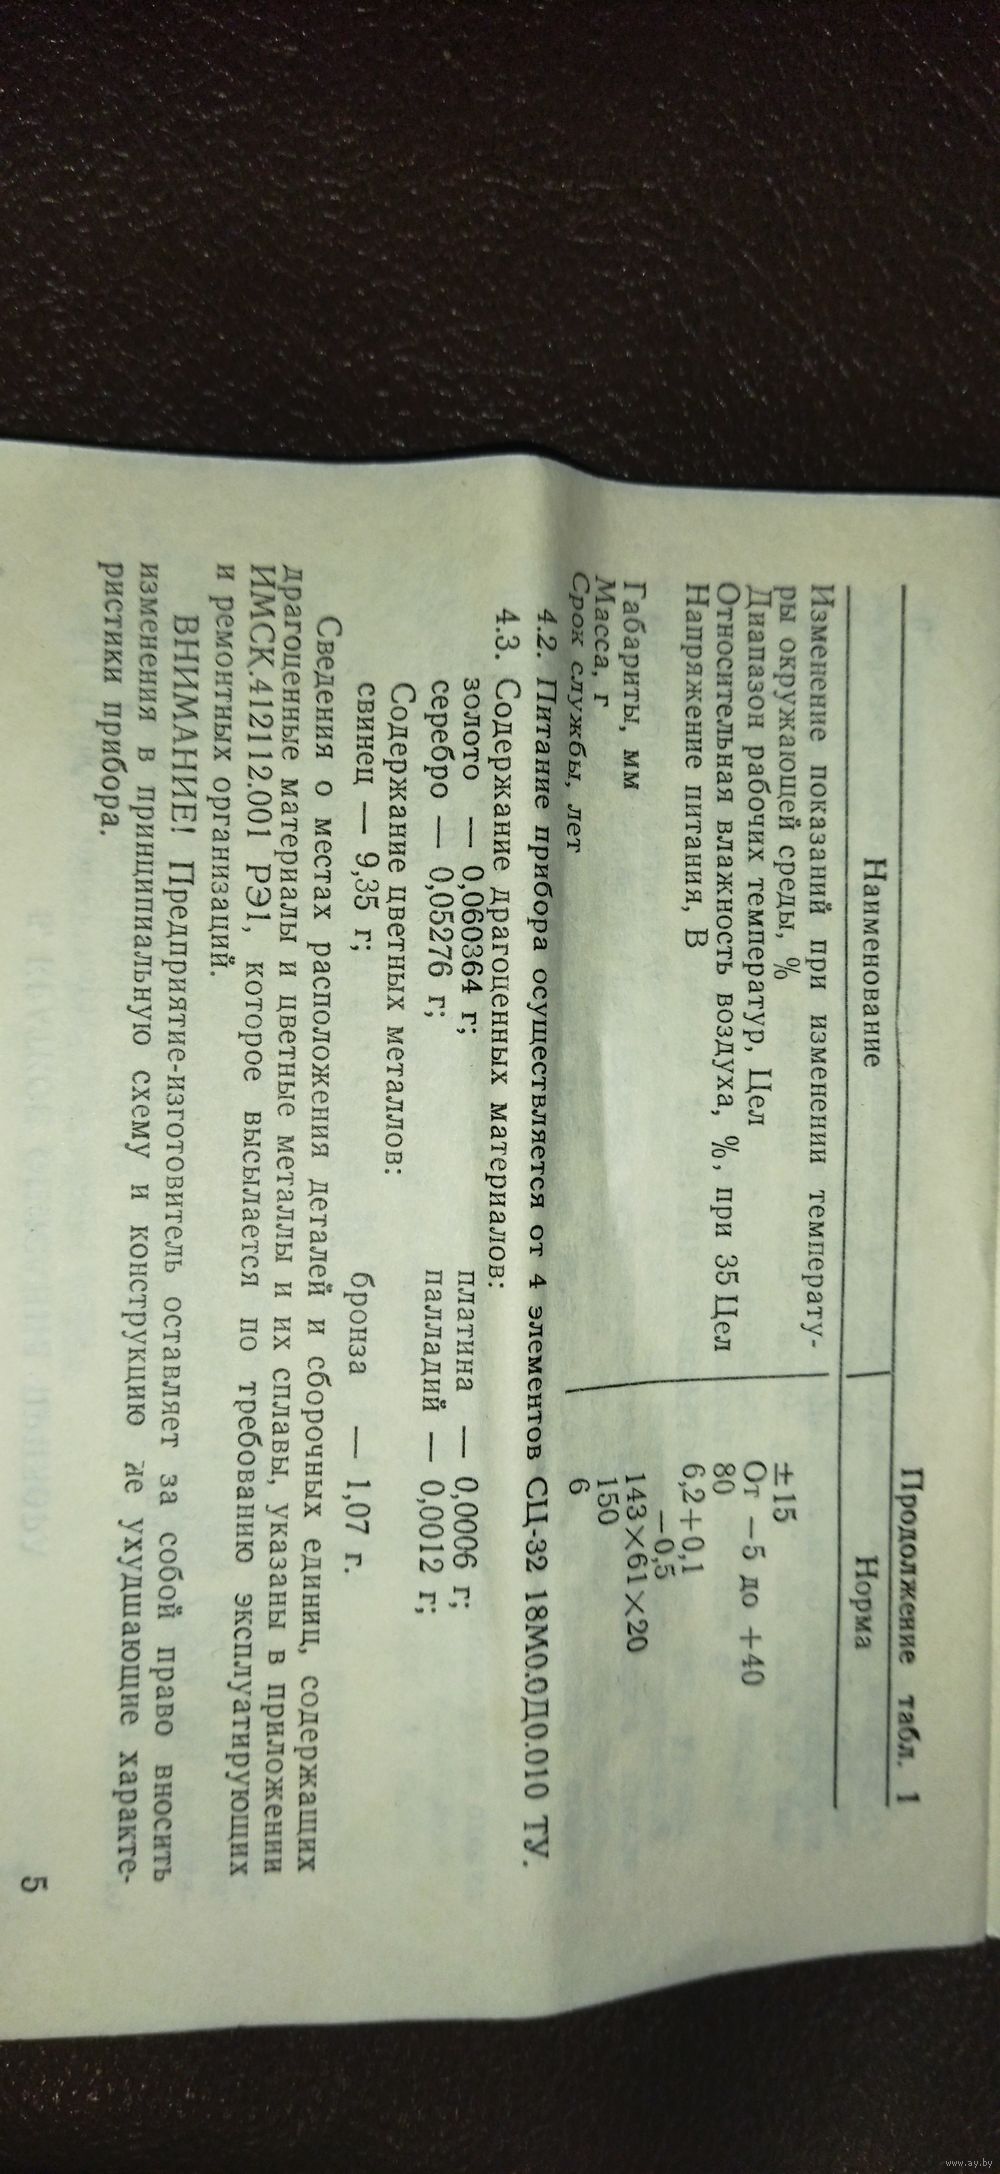 Продолжение табл. 1
Наименование Норма
Изменение показаний при изменении температу-
ры окружающей среды, % ±15
Диапазон рабочих температур, Цел От −5 до +40
Относительная влажность воздуха, %, при 35 Цел 80
Напряжение питания, В 6,2+0,1
−0,5
Габариты, мм 143×61×20
Масса, г 150
Срок службы, лет 6
4.2. Питание прибора осуществляется от 4 элементов СЦ-32 18М0.0Д0.010 ТУ.
4.3. Содержание драгоценных материалов:
золото — 0,060364 г; платина — 0,0006 г;
серебро — 0,05276 г; палладий — 0,0012 г;
Содержание цветных металлов:
свинец — 9,35 г; бронза — 1,07 г.
Сведения о местах расположения деталей и сборочных единиц, содержащих
драгоценные материалы и цветные металлы и их сплавы, указаны в приложении
ИМСК.412112.001 РЭ1, которое высылается по требованию эксплуатирующих
и ремонтных организаций.
ВНИМАНИЕ! Предприятие-изготовитель оставляет за собой право вносить
изменения в принципиальную схему и конструкцию не ухудшающие характе-
ристики прибора.
5
www.ay.by